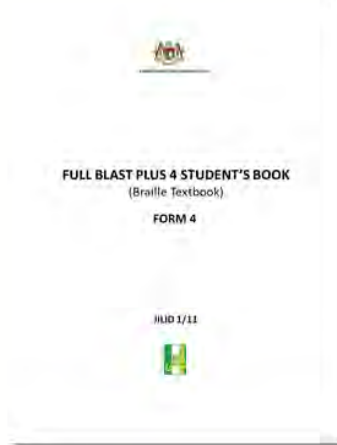 FULL BLAST PLUS 4 STUDENT'S BOOK
(Braille Textbook)
FORM 4
JILID 1/11